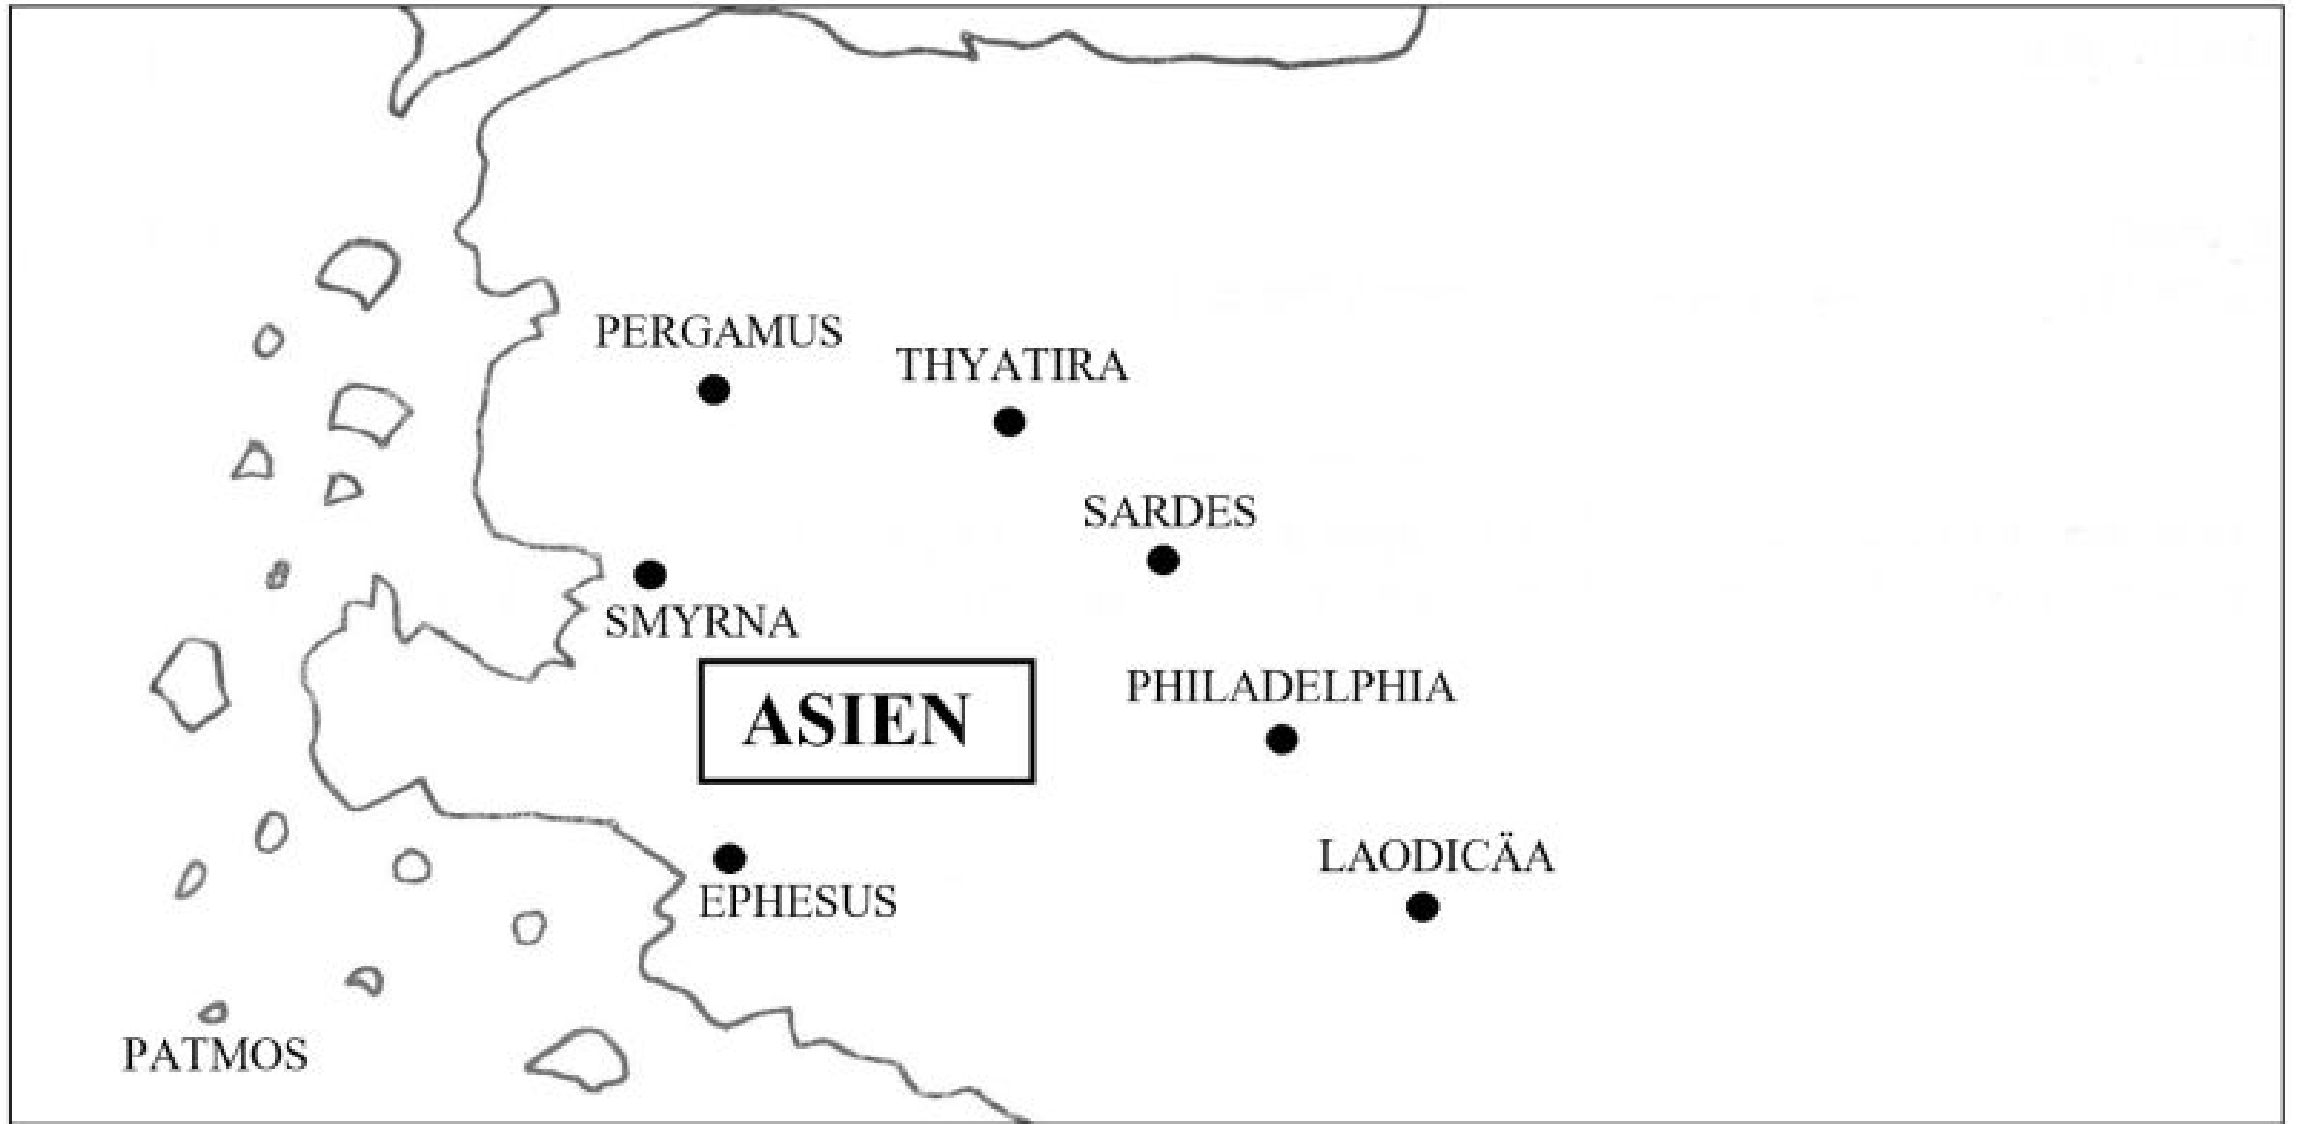 PERGAMUS
THYATIRA
SARDES
SMYRNA
PHILADELPHIA
ASIEN
LAODICÄA
EPHESUS
PATMOS